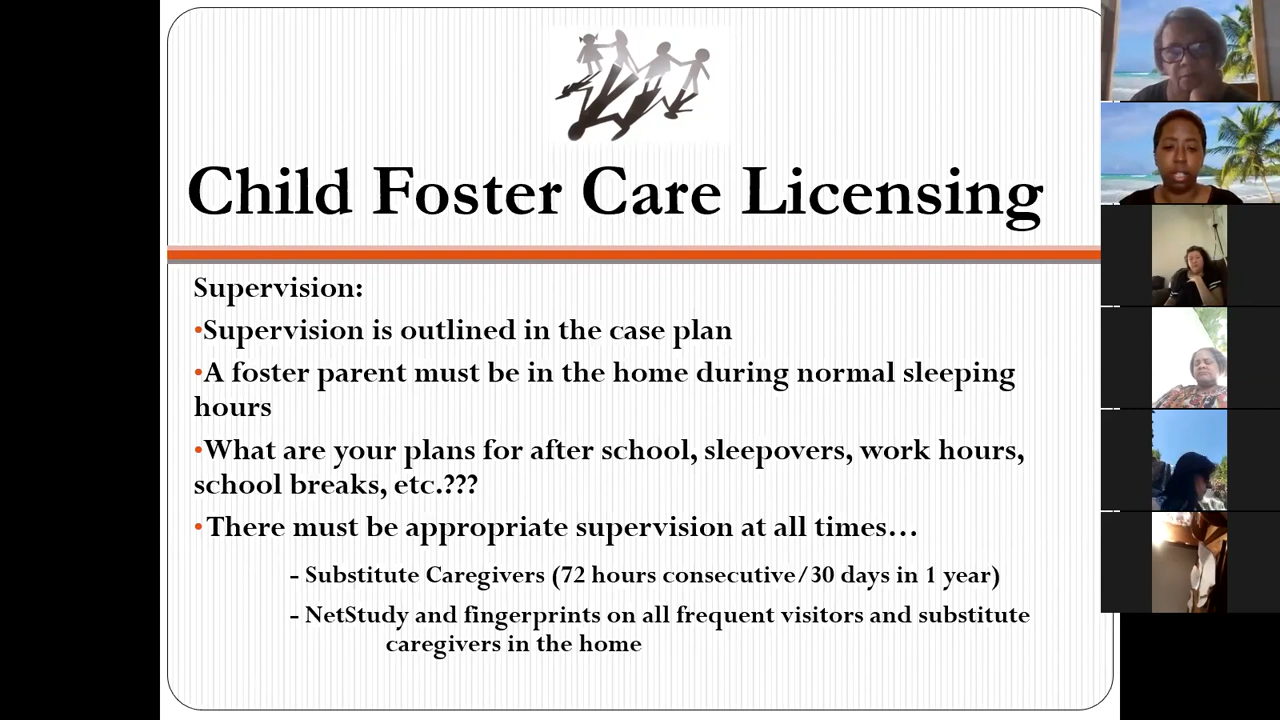 Child Foster Care Licensing
Supervision:
•Supervision is outlined in the case plan
•A foster parent must be in the home during normal sleeping
hours
•What are your plans for after school, sleepovers, work hours,
school breaks, etc.???
• There must be appropriate supervision at all times…
- Substitute Caregivers (72 hours consecutive/30 days in 1 year)
- NetStudy and fingerprints on all frequent visitors and substitute
caregivers in the home